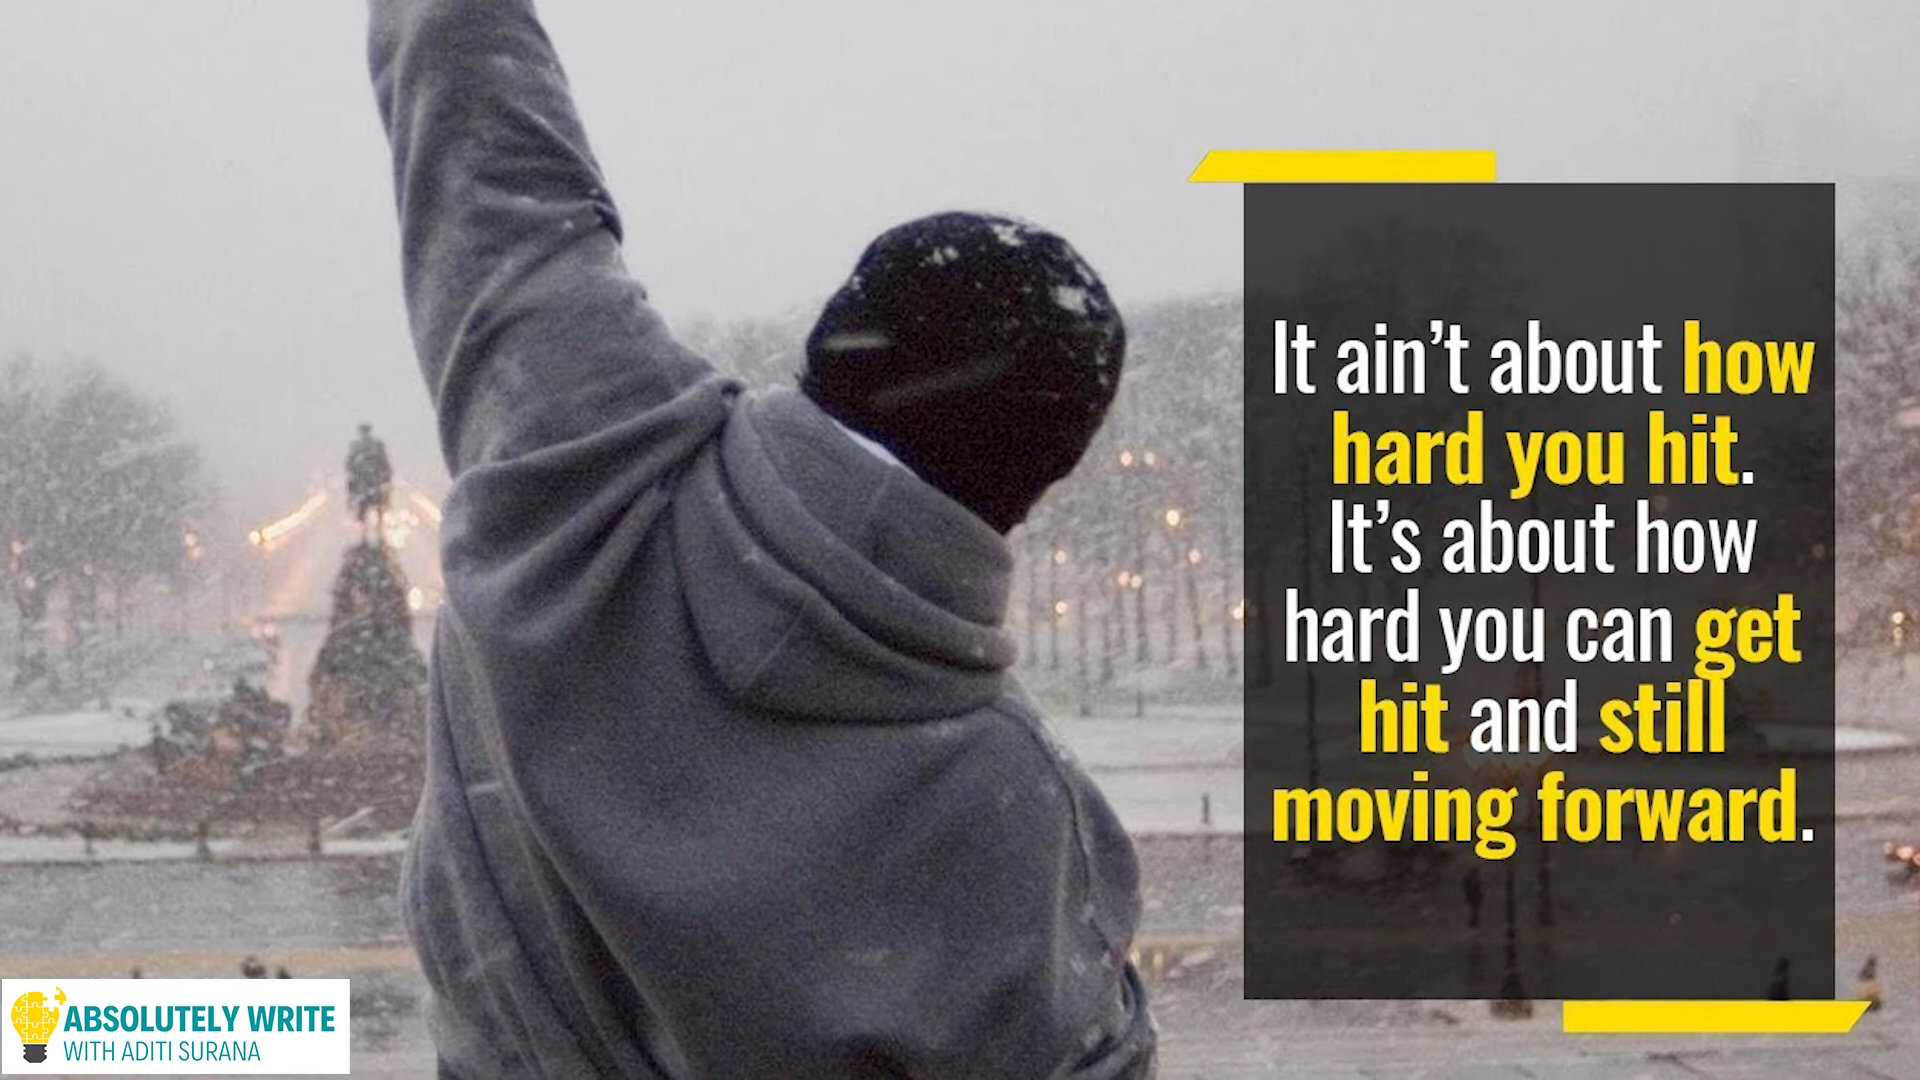 It ain’t about how
hard you hit.
It’s about how
hard you can get
hit and still
moving forward.
ABSOLUTELY WRITE
WITH ADITI SURANA